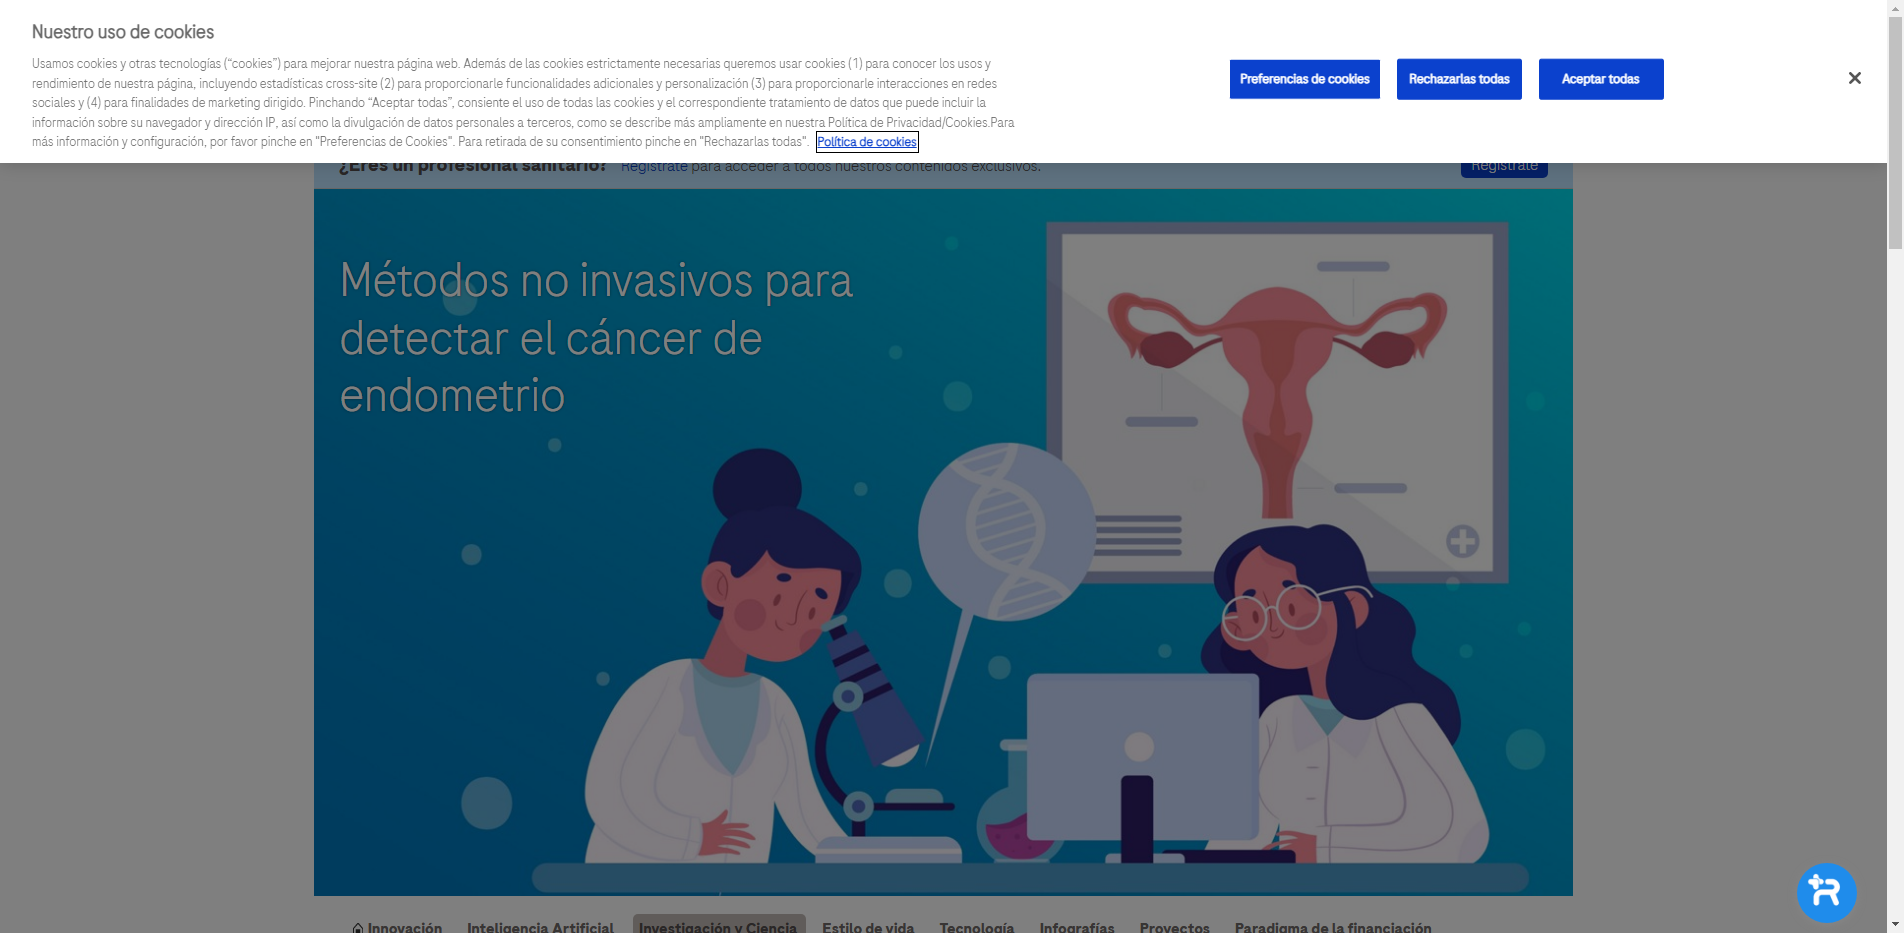 Nuestro uso de cookies
Usamos cookies y otras tecnologías (“cookies”) para mejorar nuestra página web. Además de las cookies estrictamente necesarias queremos usar cookies (1) para conocer los usos y
rendimiento de nuestra página, incluyendo estadísticas cross-site (2) para proporcionarle funcionalidades adicionales y personalización (3) para proporcionarle interacciones en redes
sociales y (4) para finalidades de marketing dirigido. Pinchando “Aceptar todas”, consiente el uso de todas las cookies y el correspondiente tratamiento de datos que puede incluir la
información sobre su navegador y dirección IP, así como la divulgación de datos personales a terceros, como se describe más ampliamente en nuestra Política de Privacidad/Cookies.Para
más información y configuración, por favor pinche en "Preferencias de Cookies". Para retirada de su consentimiento pinche en "Rechazarlas todas". Política de cookies
Preferencias de cookies
Rechazarlas todas
Aceptar todas
¿Eres un profesional sanitario? Regístrate para acceder a todos nuestros contenidos exclusivos.
Regístrate
Métodos no invasivos para
detectar el cáncer de
endometrio
Innovación Inteligencia Artificial Investigación y Ciencia Estilo de vida Tecnología Infografías Proyectos Paradigma de la financiación